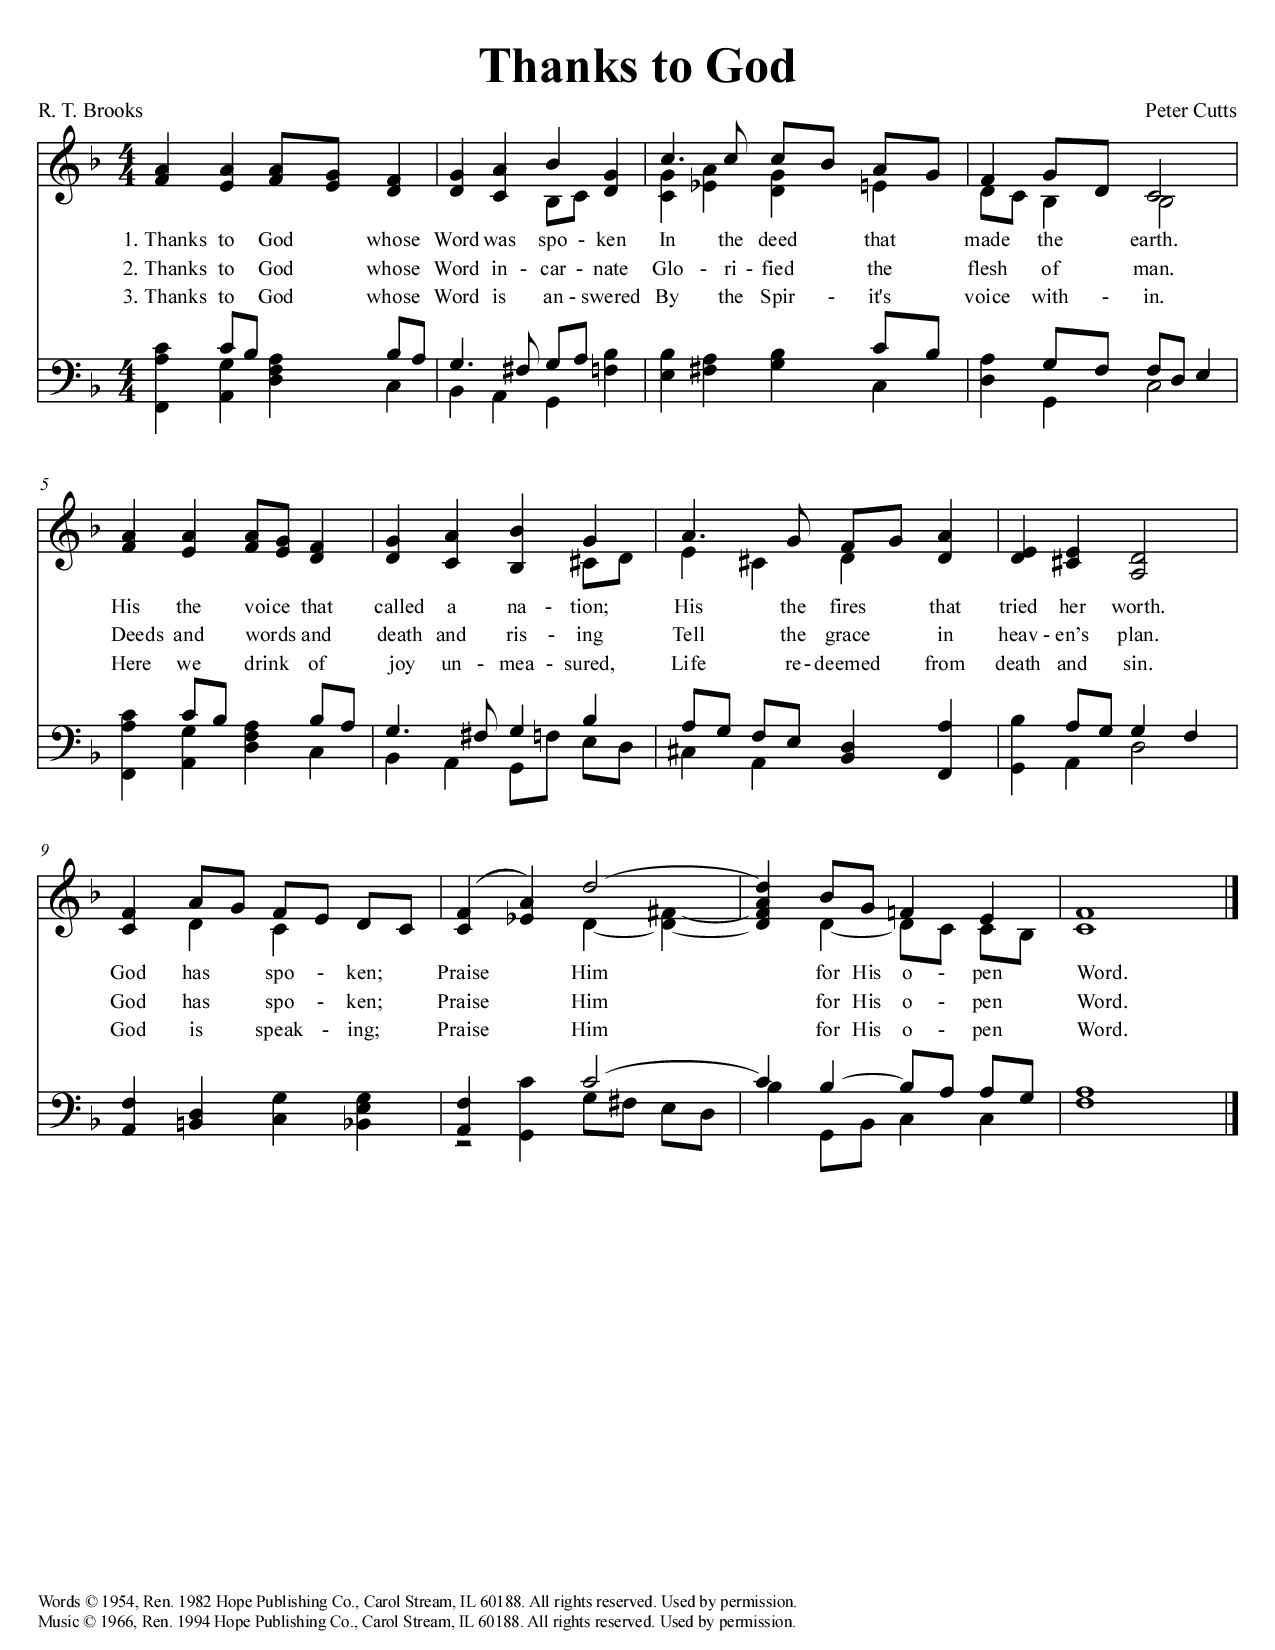 Thanks to God
R. T. Brooks Peter Cutts
4 4
1. Thanks to God whose Word was spo - ken In the deed that made the earth.
2. Thanks to God whose Word in - car - nate Glo - ri - fied the flesh of man.
3. Thanks to God whose Word is an - swered By the Spir - it's voice with - in.
4 4
5
His the voice that called a na - tion; His the fires that tried her worth.
Deeds and words and death and ris - ing Tell the grace in heav - en’s plan.
Here we drink of joy un - mea - sured, Life re - deemed from death and sin.
9
God has spo - ken; Praise Him for His o - pen Word.
God has spo - ken; Praise Him for His o - pen Word.
God is speak - ing; Praise Him for His o - pen Word.
Words © 1954, Ren. 1982 Hope Publishing Co., Carol Stream, IL 60188. All rights reserved. Used by permission.
Music © 1966, Ren. 1994 Hope Publishing Co., Carol Stream, IL 60188. All rights reserved. Used by permission.